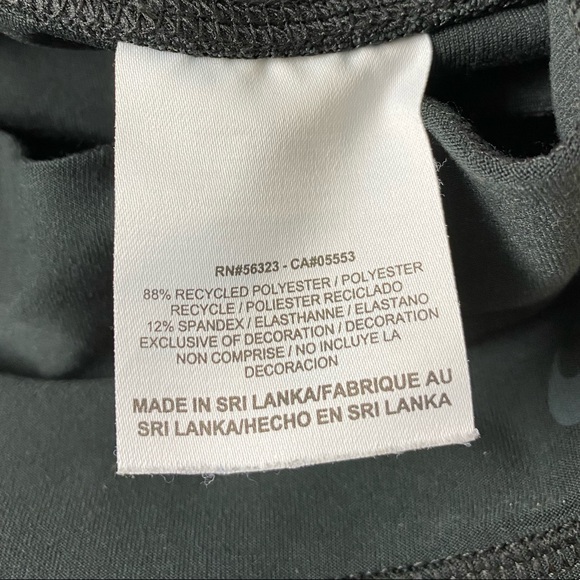 RN#56323 - CA#05553
88% RECYCLED POLYESTER / POLYESTER
RECYCLE / POLIESTER RECICLADO
12% SPANDEX / ELASTHANNE / ELASTANO
EXCLUSIVE OF DECORATION / DECORATION
NON COMPRISE / NO INCLUYE LA
DECORACION
MADE IN SRI LANKA/FABRIQUE AU
SRI LANKA/HECHO EN SRI LANKA